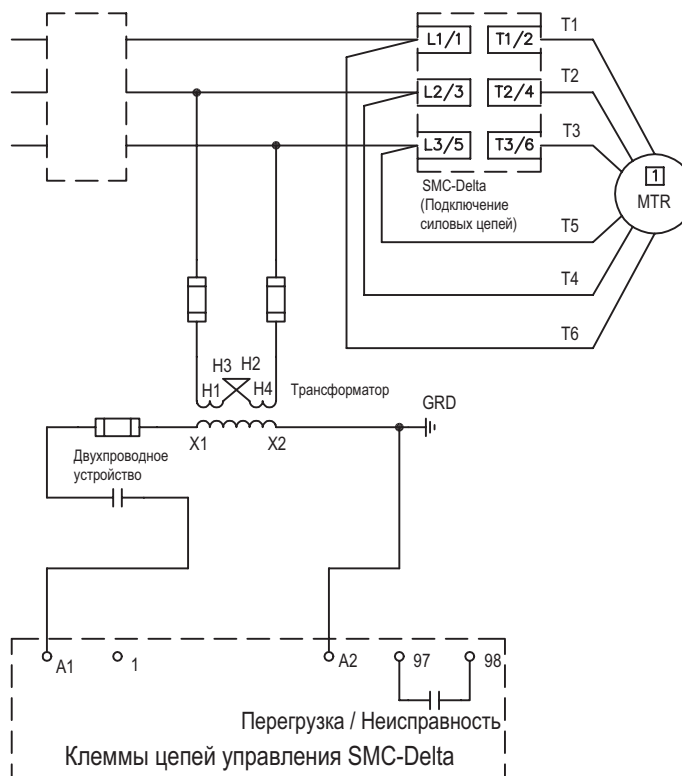 L1/1 T1/2 T1
L2/3 T2/4 T2
L3/5 T3/6 T3
1
MTR
SMC-Delta
(Подключение
силовых цепей)
T5
T4
T6
H3 H2
H1 H4
Трансформатор
GRD
X1 X2
Двухпроводное
устройство
A1 1 A2 97 98
Перегрузка / Неисправность
Клеммы цепей управления SMC-Delta